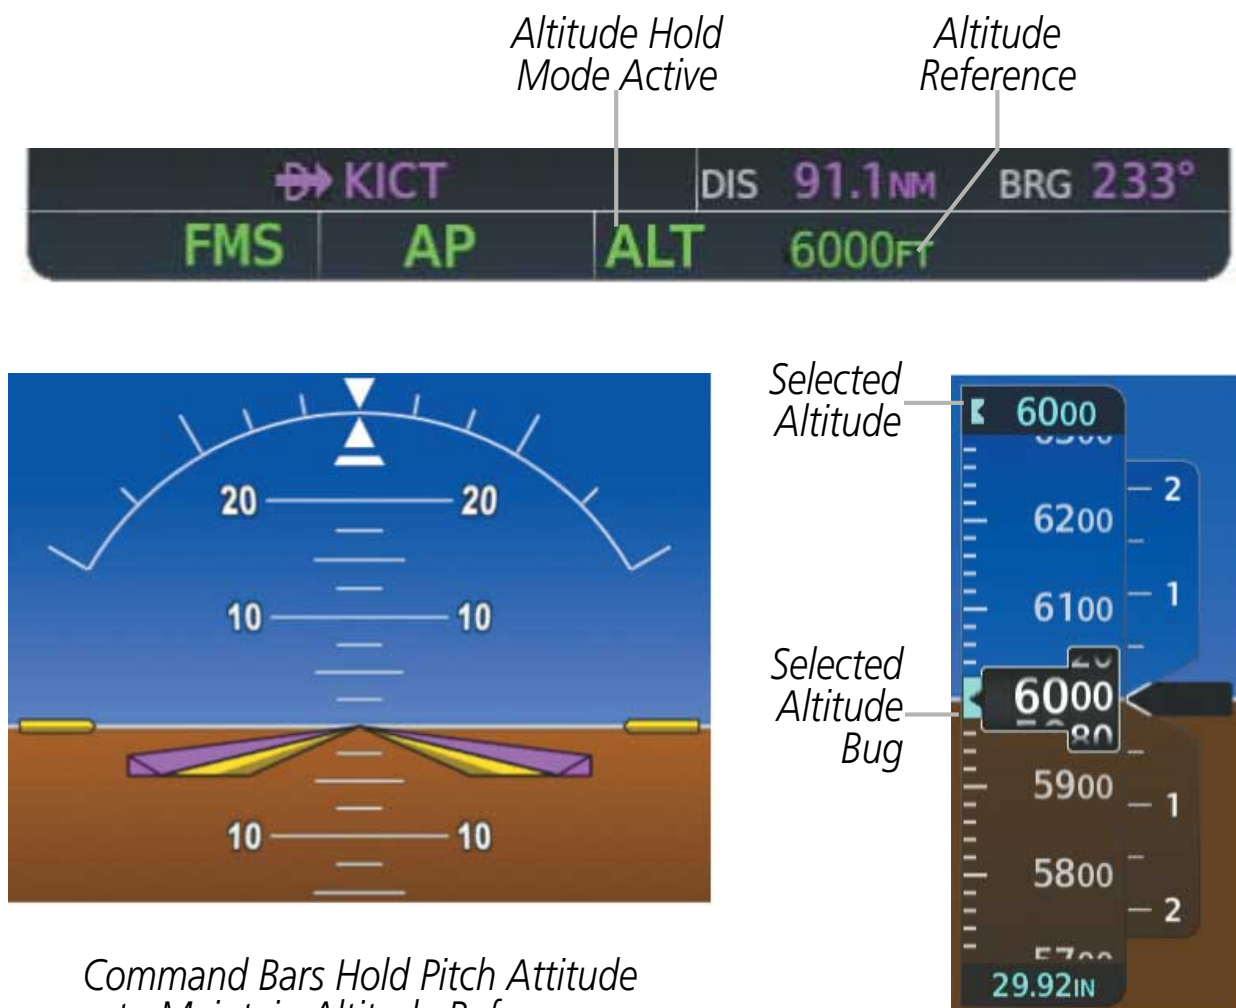 Altitude Hold
Mode Active
Altitude
Reference
D KICT DIS 91.1NM BRG 233°
FMS AP ALT 6000FT
20 20
10 10
10 10
Command Bars Hold Pitch Attitude
Selected
Altitude
6000
6200
6100
Selected
Altitude
Bug
20
6000
80
5900
5800
29.92IN
2
1
1
2